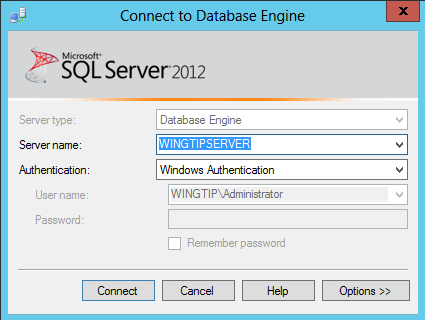 Connect to Database Engine
x
Microsoft
SQL Server 2012
Server type: Database Engine
Server name: WINGTIPSERVER
Authentication: Windows Authentication
User name: WINGTIP\Administrator
Password:
Remember password
Connect Cancel Help Options >>